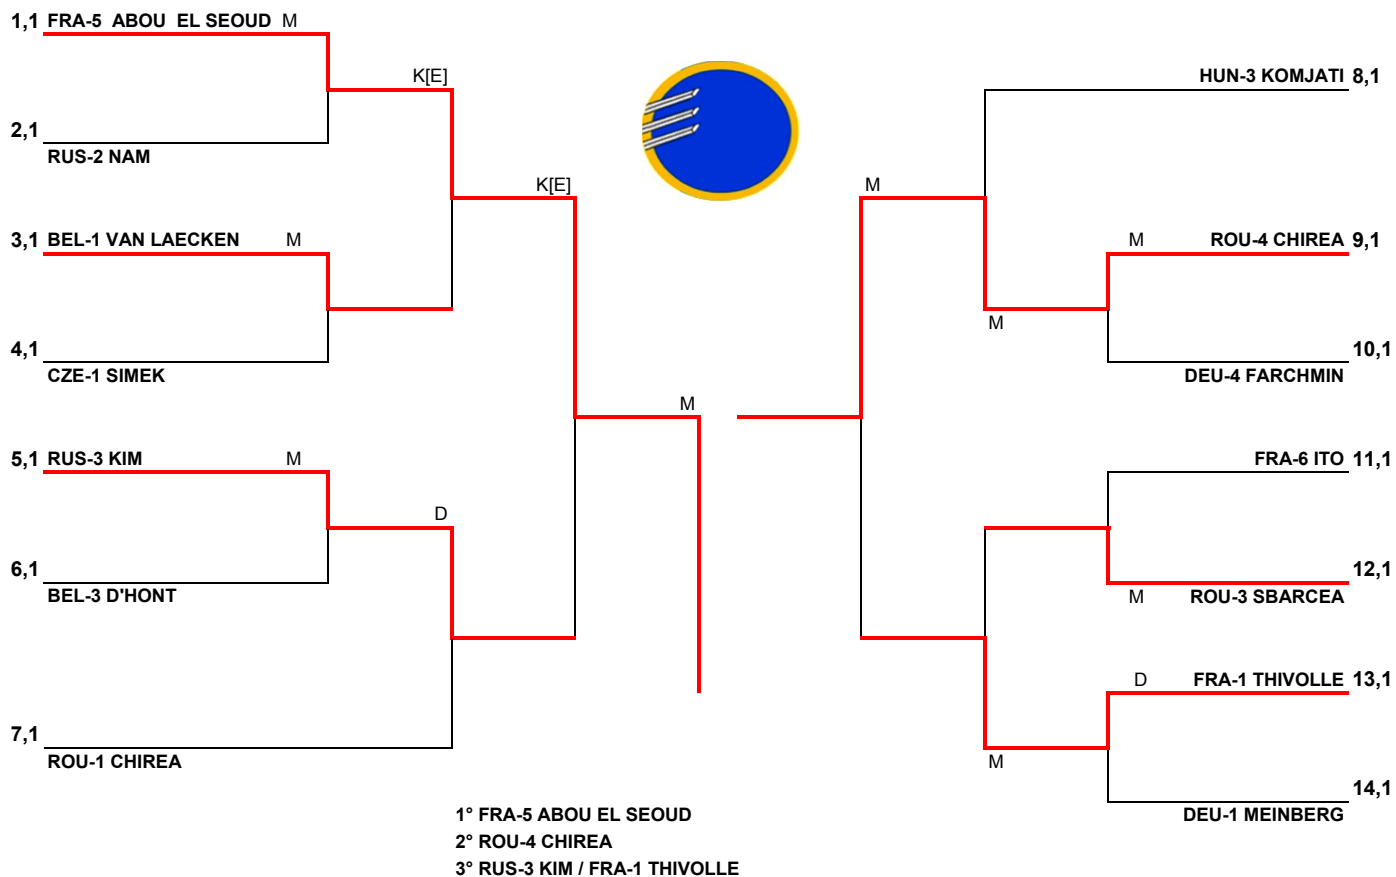 1,1 FRA-5 ABOU EL SEOUD M
K[E]
2,1
RUS-2 NAM
K[E]
3,1 BEL-1 VAN LAECKEN M
4,1
CZE-1 SIMEK
M
5,1 RUS-3 KIM M
D
6,1
BEL-3 D'HONT
7,1
ROU-1 CHIREA
HUN-3 KOMJATI 8,1
M
M ROU-4 CHIREA 9,1
M
10,1
DEU-4 FARCHMIN
FRA-6 ITO 11,1
12,1
M ROU-3 SBARCEA
D FRA-1 THIVOLLE 13,1
M
14,1
DEU-1 MEINBERG
1° FRA-5 ABOU EL SEOUD
2° ROU-4 CHIREA
3° RUS-3 KIM / FRA-1 THIVOLLE